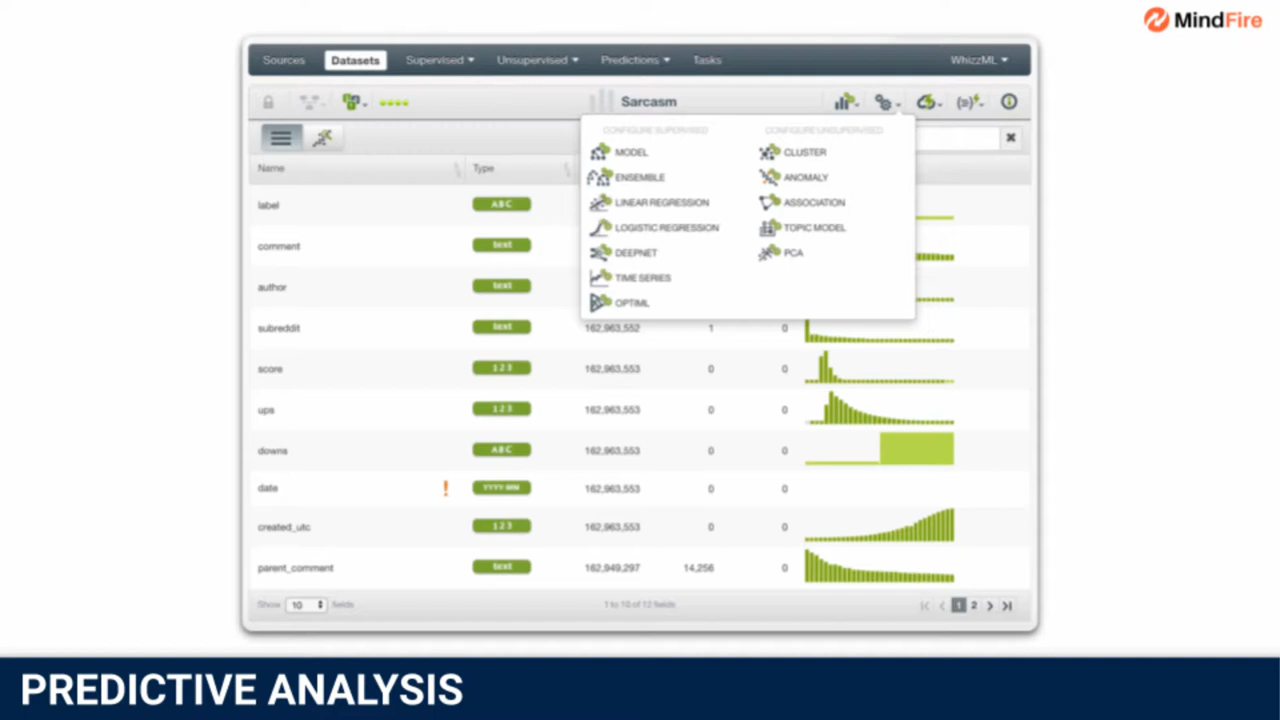 MindFire
Sources Datasets Supervised Unsupervised Predictions Tasks WhizzML
Sarcasm
CONFIGURE SUPERVISED CONFIGURE UNSUPERVISED
MODEL CLUSTER
ENSEMBLE ANOMALY
LINEAR REGRESSION ASSOCIATION
LOGISTIC REGRESSION TOPIC MODEL
DEEPNET PCA
TIME SERIES
OPTIML
Name Type
label ABC
comment text
author text
subreddit text 162,963,552 1 0
score 123 162,963,553 0 0
ups 123 162,963,553 0 0
downs ABC 162,963,553 0 0
date ! YYYY-MM 162,963,553 0 0
created_utc 123 162,963,553 0 0
parent_comment text 162,949,297 14,256 0
Show 10 fields 1 to 10 of 12 fields 1 2
PREDICTIVE ANALYSIS